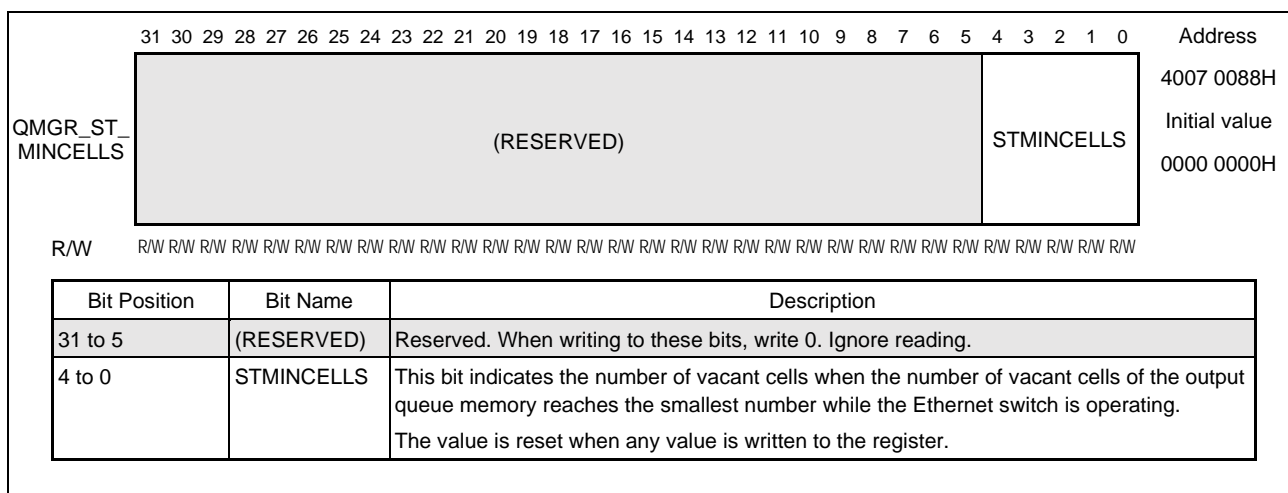 31 30 29 28 27 26 25 24 23 22 21 20 19 18 17 16 15 14 13 12 11 10 9 8 7 6 5 4 3 2 1 0 Address
4007 0088H
QMGR_ST_
MINCELLS
(RESERVED)
STMINCELLS
Initial value
0000 0000H
R/W R/W R/W R/W R/W R/W R/W R/W R/W R/W R/W R/W R/W R/W R/W R/W R/W R/W R/W R/W R/W R/W R/W R/W R/W R/W R/W R/W R/W R/W R/W R/W R/W
Bit Position Bit Name Description
31 to 5 (RESERVED) Reserved. When writing to these bits, write 0. Ignore reading.
4 to 0 STMINCELLS This bit indicates the number of vacant cells when the number of vacant cells of the output
queue memory reaches the smallest number while the Ethernet switch is operating.
The value is reset when any value is written to the register.